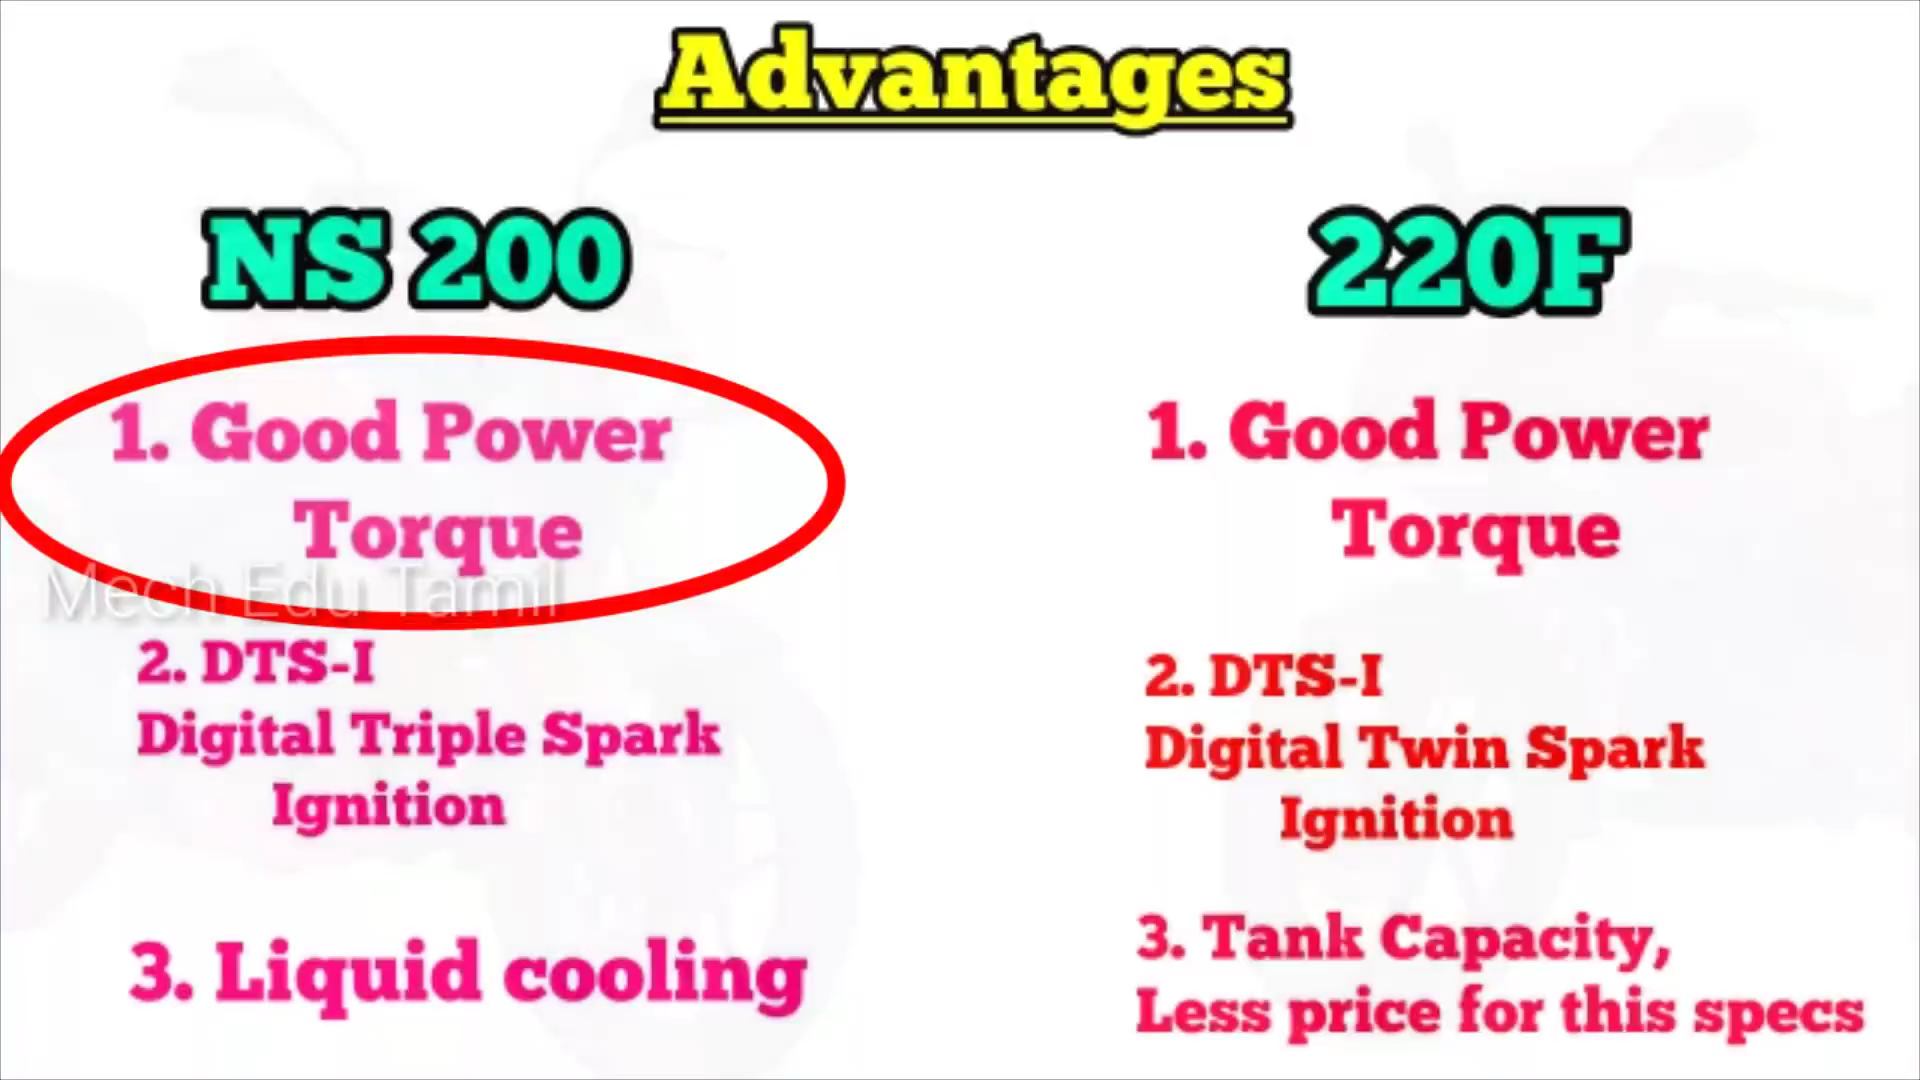 Advantages
NS 200
1. Good Power
Torque
Mech Edu Tamil
2. DTS-I
Digital Triple Spark
Ignition
3. Liquid cooling
220F
1. Good Power
Torque
2. DTS-I
Digital Twin Spark
Ignition
3. Tank Capacity,
Less price for this specs